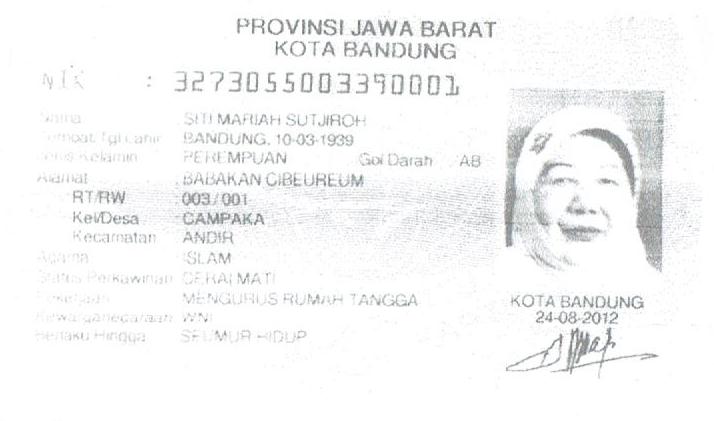 PROVINSI JAWA BARAT
KOTA BANDUNG
NIK : 3273055003390001
Nama SITI MARIAH SUTJIROH
Tempat/Tgl Lahir BANDUNG, 10-03-1939
Jenis Kelamin PEREMPUAN Gol Darah AB
Alamat BABAKAN CIBEUREUM
RT/RW 003/001
Kel/Desa CAMPAKA
Kecamatan ANDIR
Agama ISLAM
Status Perkawinan CERAI MATI
Pekerjaan MENGURUS RUMAH TANGGA
Kewarganegaraan WNI
Berlaku Hingga SEUMUR HIDUP
KOTA BANDUNG
24-08-2012